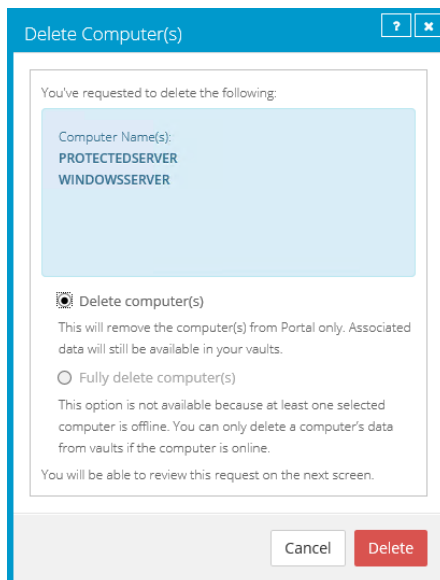 Delete Computer(s)
?
×
You've requested to delete the following:
Computer Name(s):
PROTECTEDSERVER
WINDOWSSERVER
Delete computer(s)
This will remove the computer(s) from Portal only. Associated
data will still be available in your vaults.
Fully delete computer(s)
This option is not available because at least one selected
computer is offline. You can only delete a computer's data
from vaults if the computer is online.
You will be able to review this request on the next screen.
Cancel
Delete